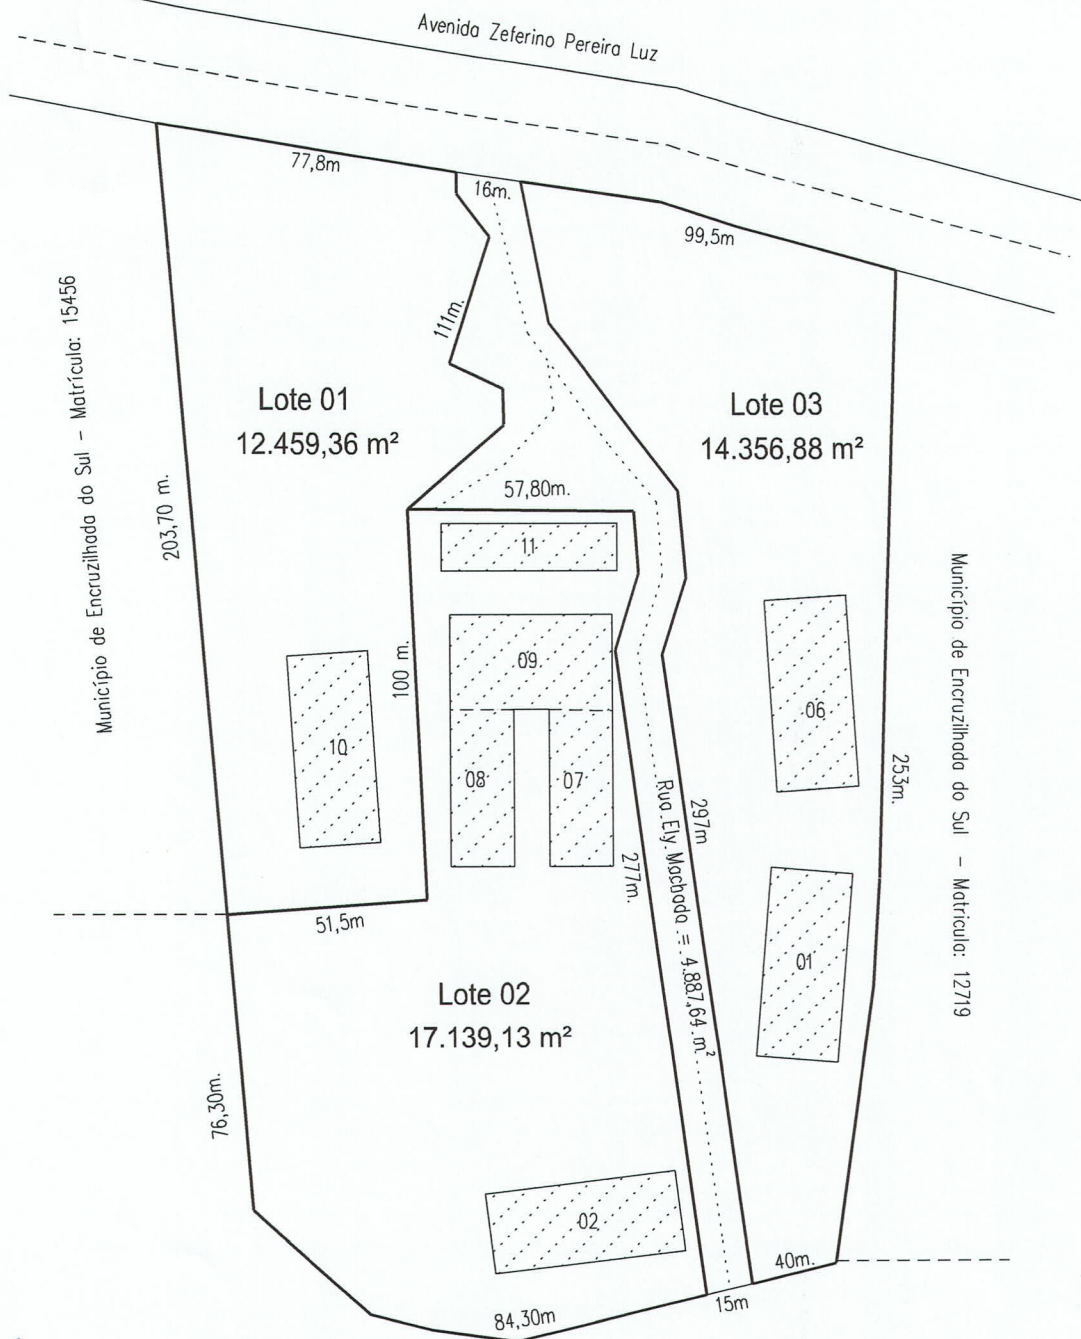 Avenida Zeferino Pereira Luz
77,8m
16m.
99,5m
111m.
Município de Encruzilhada do Sul - Matrícula: 15456
203,70 m.
Lote 01
12.459,36 m²
Lote 03
14.356,88 m²
57,80m.
11
100 m.
09
10
08
07
06
Município de Encruzilhada do Sul - Matricula: 12719
253m.
297m
Rua Ely Machado = 4.887,64 m²
277m.
51,5m
01
Lote 02
17.139,13 m²
76,30m.
02
40m.
15m
84,30m